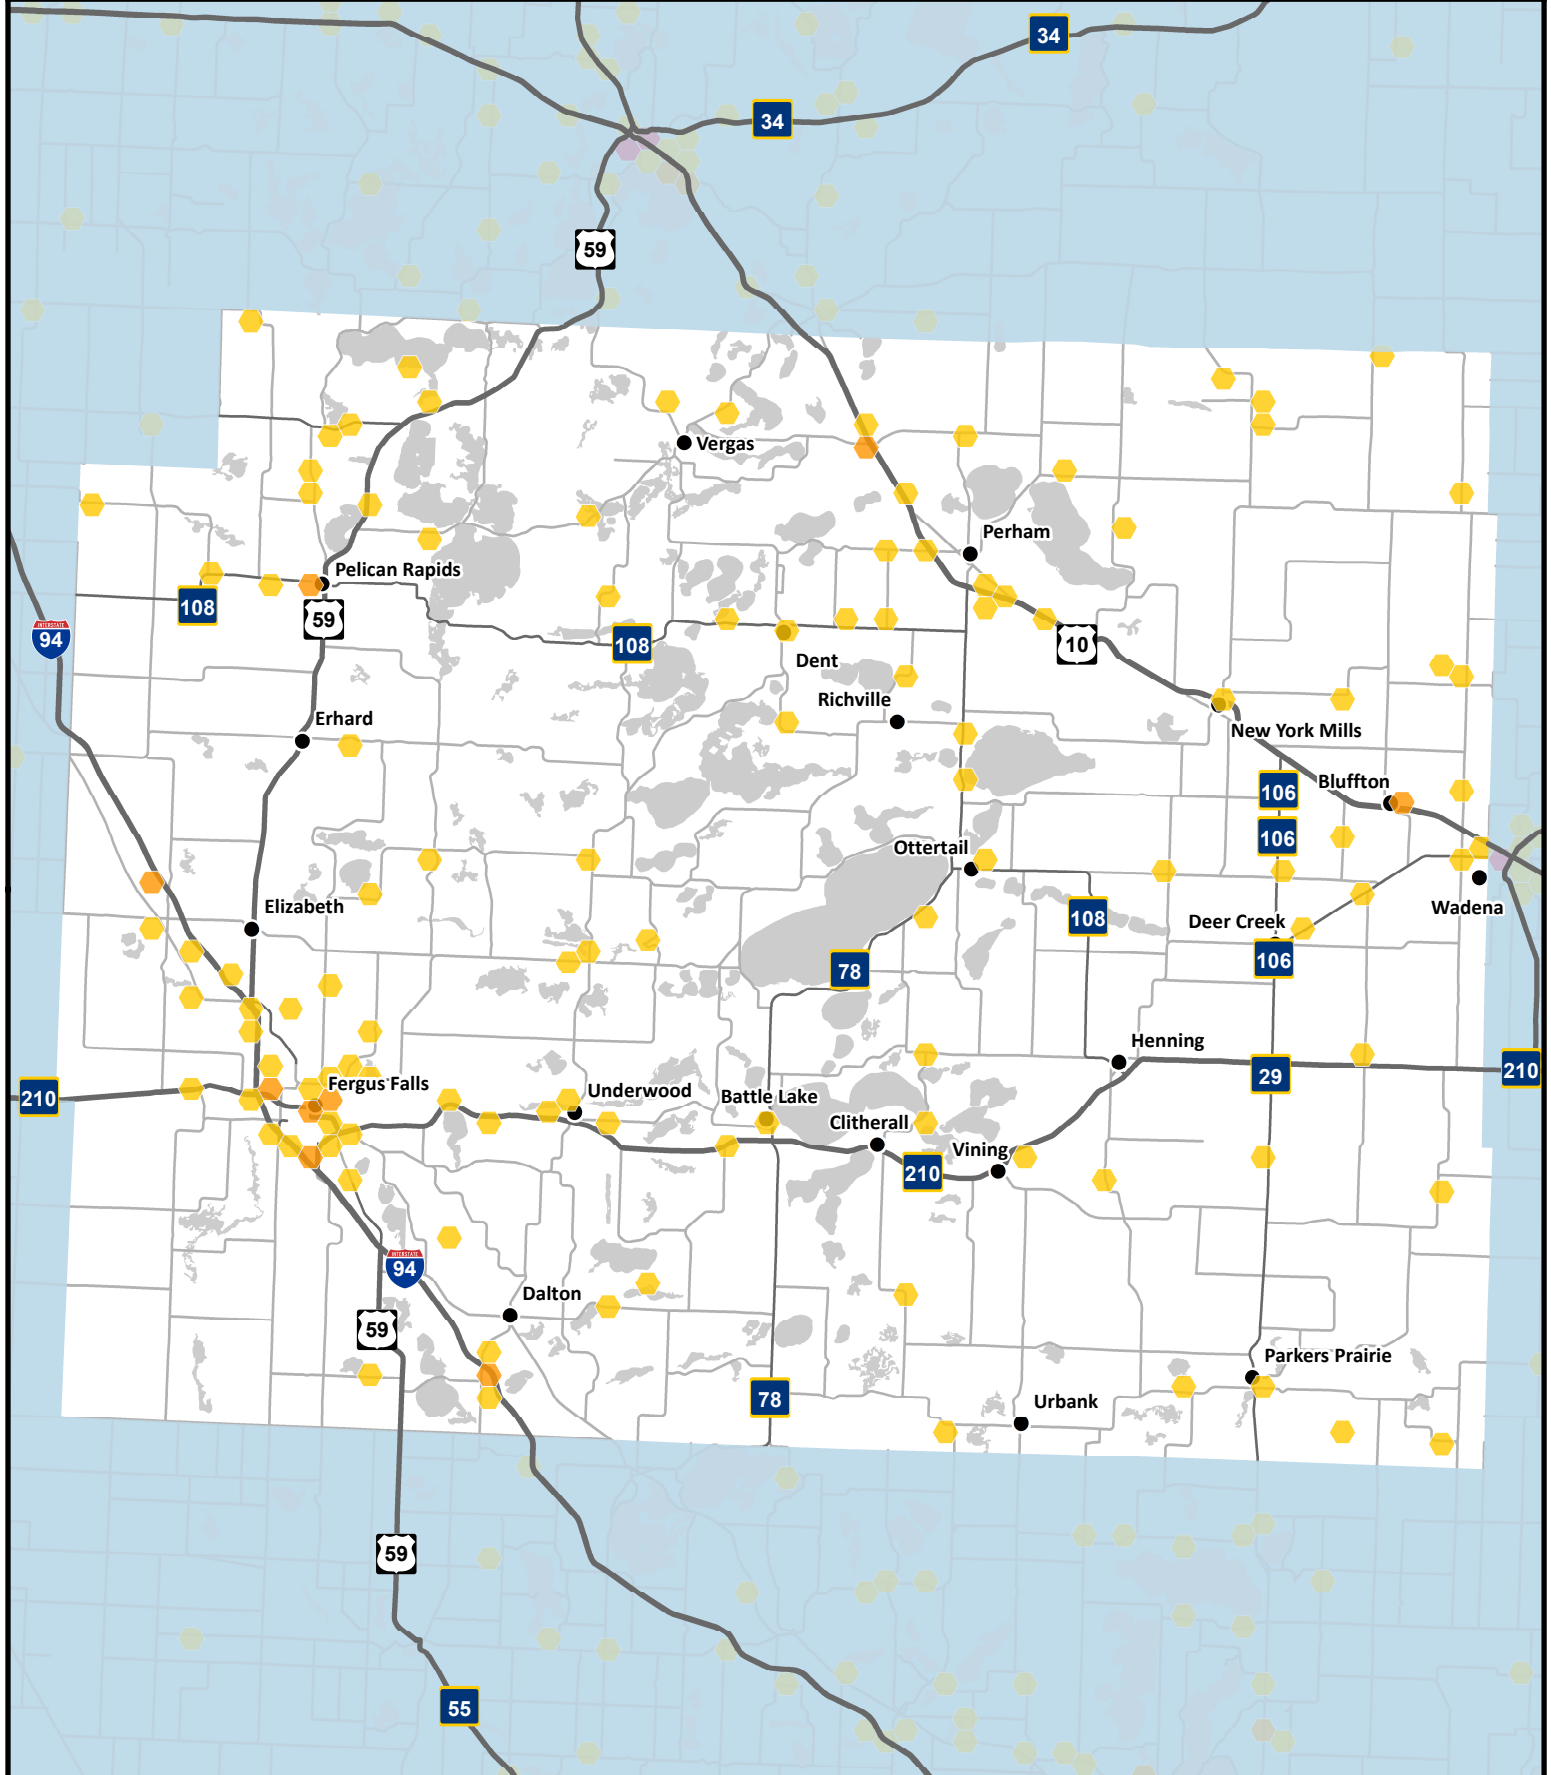 34
34
59
Vergas
Perham
Pelican Rapids
108
59
INTERSTATE
94
108
10
Dent
Richville
Erhard
New York Mills
Bluffton
106
106
Ottertail
Elizabeth
Wadena
108
Deer Creek
78
106
Henning
210
29
210
Fergus Falls
Underwood
Battle Lake
Clitherall
Vining
210
INTERSTATE
94
Dalton
59
Parkers Prairie
78
Urbank
59
55